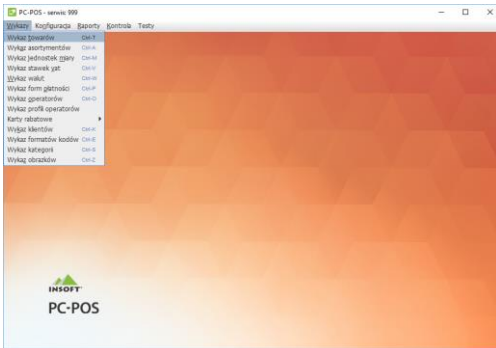 PC-POS - serwis 999
Wykazy Konfiguracja Raporty Kontrola Testy
Wykaz towarów Ctrl-T
Wykaz asortymentów Ctrl-A
Wykaz jednostek miary Ctrl-M
Wykaz stawek vat Ctrl-V
Wykaz walut Ctrl-W
Wykaz form płatności Ctrl-P
Wykaz operatorów Ctrl-O
Wykaz profili operatorów
Karty rabatowe
Wykaz klientów Ctrl-K
Wykaz formatów kodów Ctrl-E
Wykaz kategorii
Wykaz obrazków Ctrl-Z
INSOFT
PC-POS